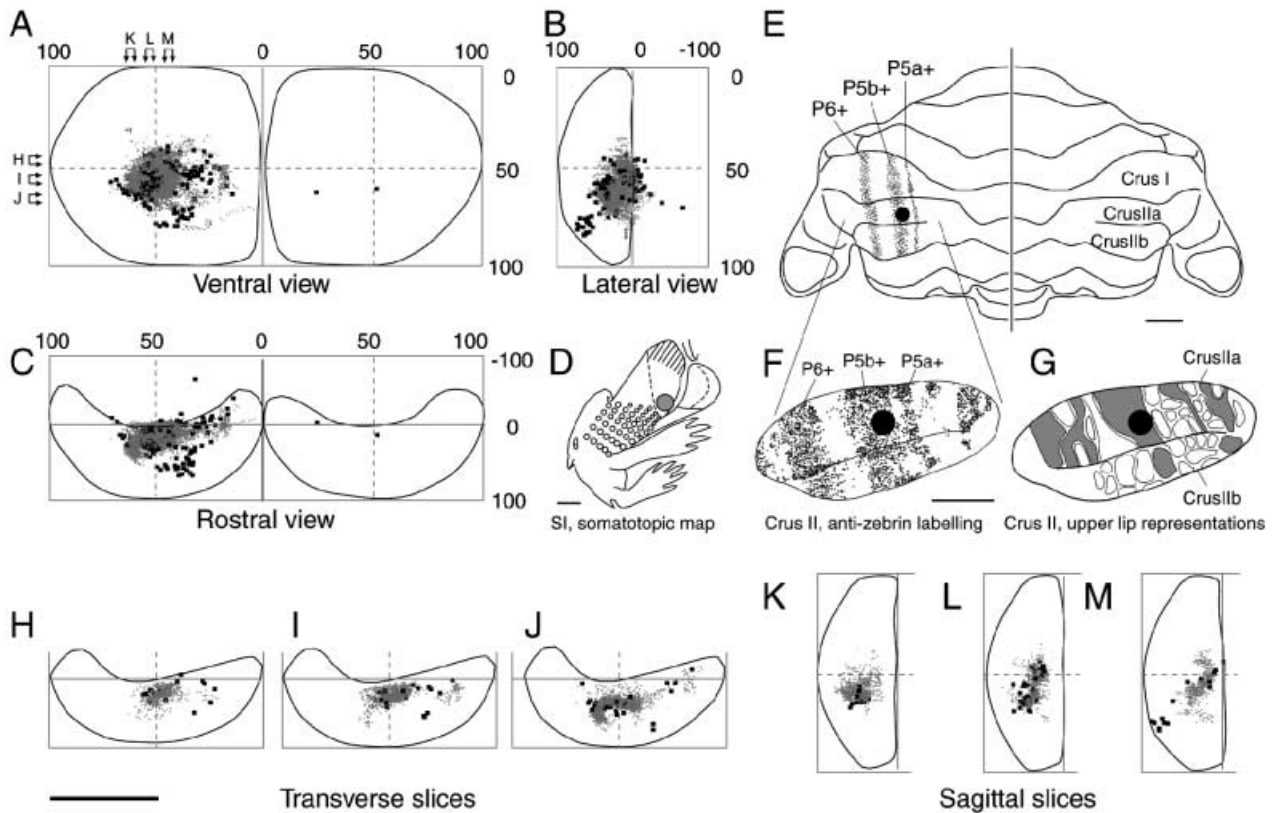 A
K L M
100 0 50
0
H
I
J
50
100
Ventral view
B
100 0 -100
0
50
100
Lateral view
C
100 50 0 50
-100
0
100
Rostral view
D
SI, somatotopic map
E
P5a+
P5b+
P6+
Crus I
CrusIIa
CrusIIb
F
P6+ P5b+ P5a+
Crus II, anti-zebrin labelling
G
CrusIIa
CrusIIb
Crus II, upper lip representations
H
I
J
Transverse slices
K
L
M
Sagittal slices